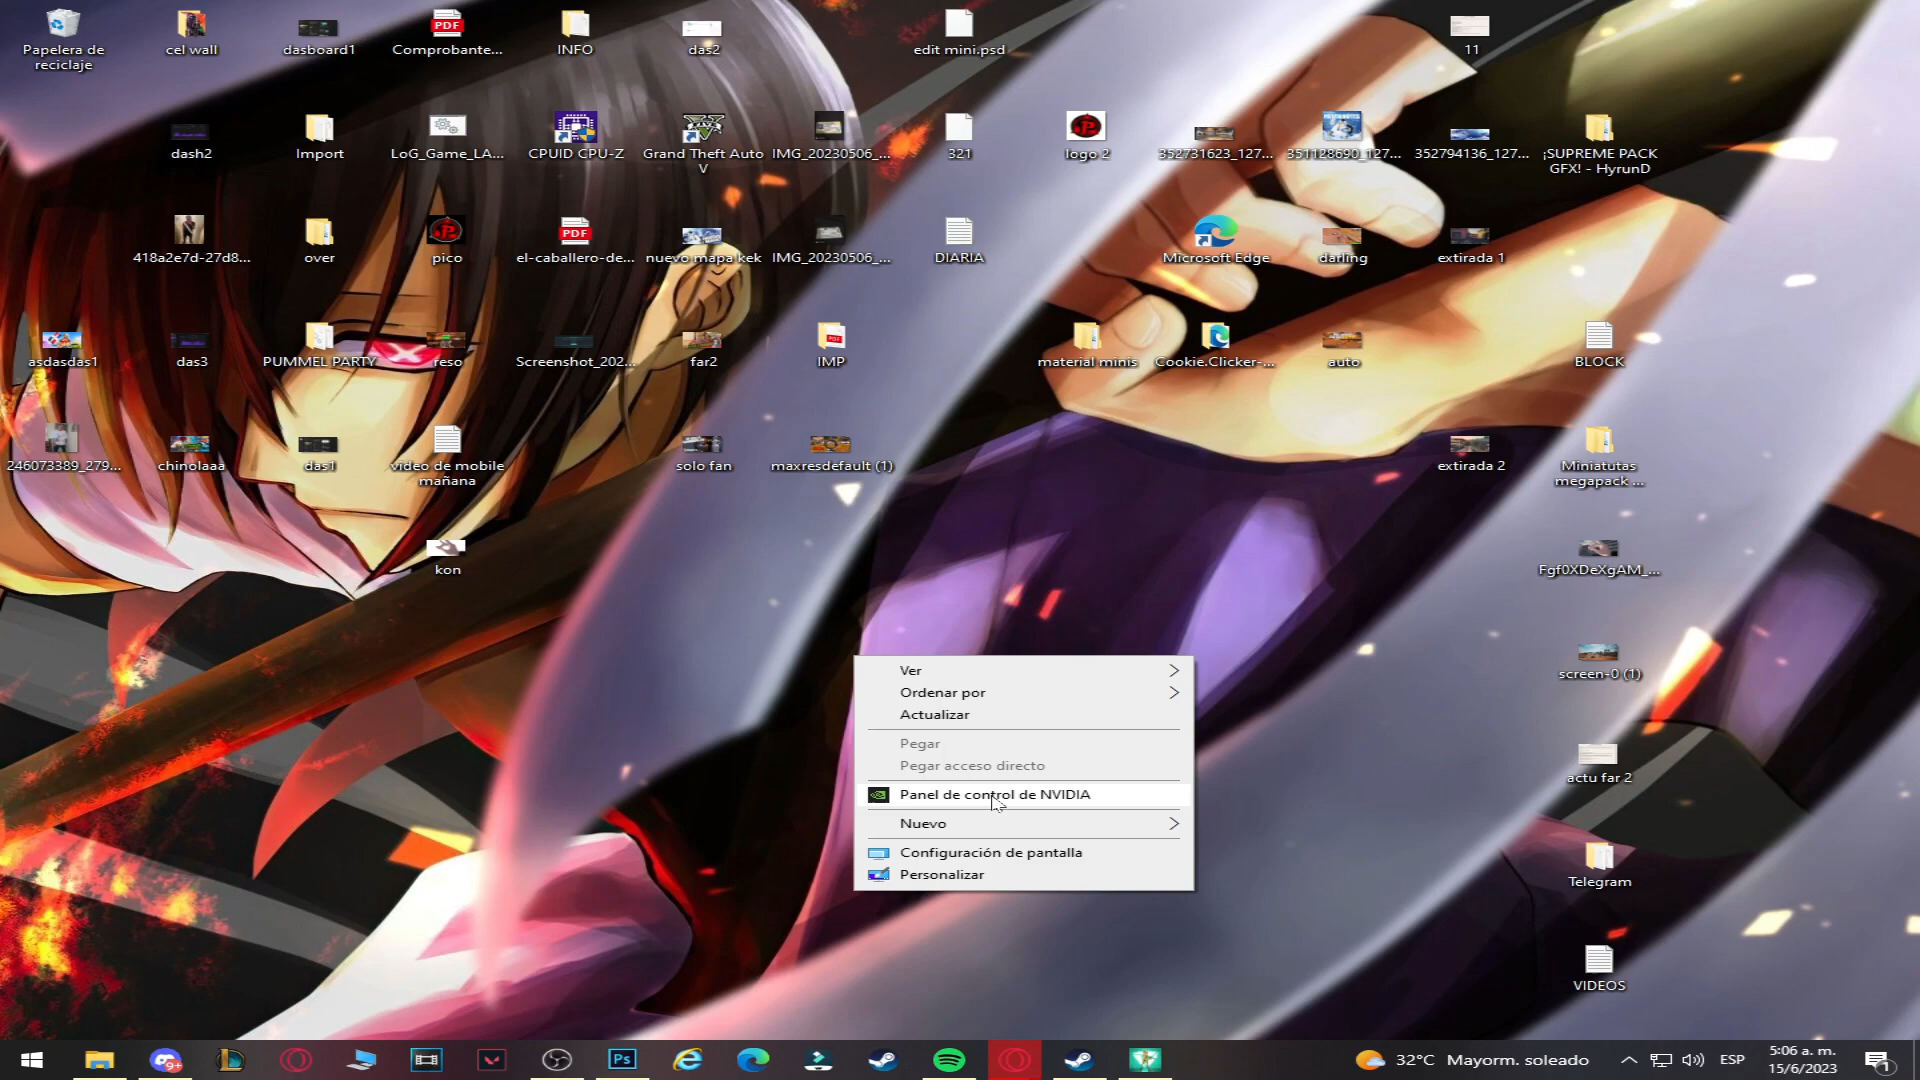 Papelera de
reciclaje
cel wall
dasboard1
Comprobante...
INFO
das2
edit mini.psd
11
dash2
Import
LoG_Game_LA...
CPUID CPU-Z
Grand Theft Auto
V
IMG_20230506_...
321
logo 2
352731623_127...
351128690_127...
352794136_127...
¡SUPREME PACK
GFX! - HyrunD
418a2e7d-27d8...
over
pico
el-caballero-de...
nuevo mapa kek
IMG_20230506_...
DIARIA
Microsoft Edge
darling
extirada 1
asdasdas1
das3
PUMMEL PARTY
reso
Screenshot_202...
far2
IMP
material minis
Cookie.Clicker-...
auto
BLOCK
246073389_279...
chinolaaa
das1
video de mobile
mañana
solo fan
maxresdefault (1)
extirada 2
Miniatutas
megapack ...
kon
Fgf0XDeXgAM_...
screen-0 (1)
actu far 2
Telegram
VIDEOS
Ver
Ordenar por
Actualizar
Pegar
Pegar acceso directo
Panel de control de NVIDIA
Nuevo
Configuración de pantalla
Personalizar
9+
Ps
32°C Mayorm. soleado
ESP
5:06 a. m.
15/6/2023
1